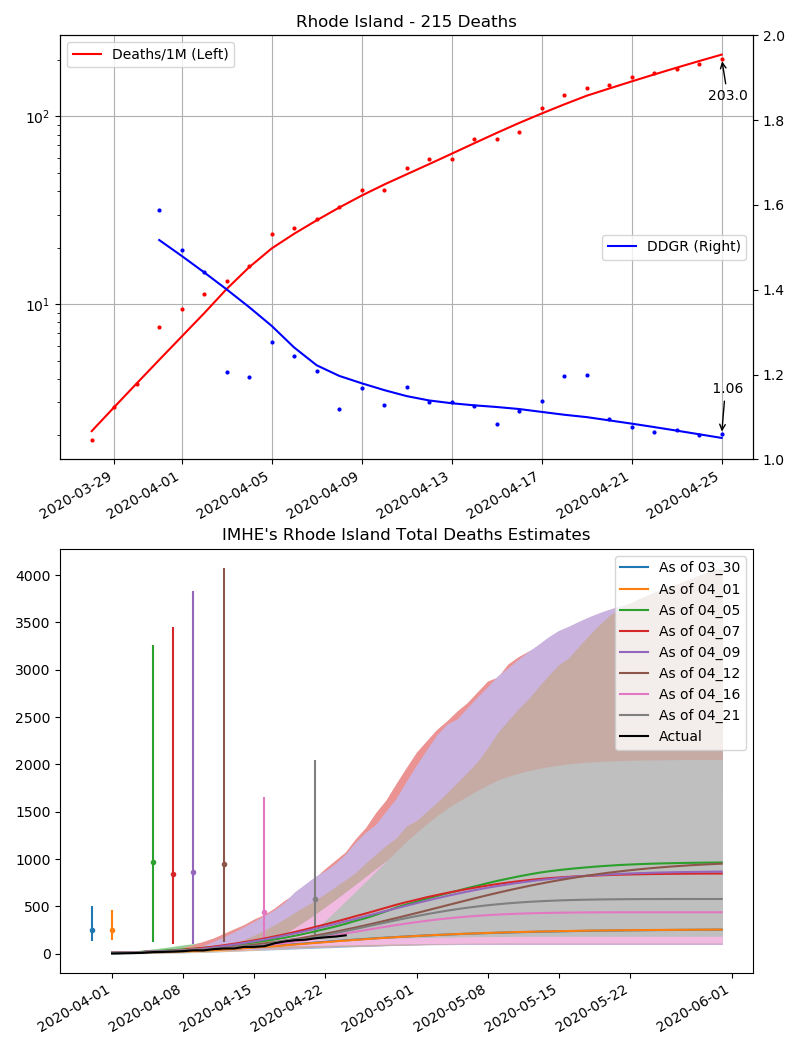 Rhode Island - 215 Deaths
Deaths/1M (Left)
2.0
1.8
1.6
1.4
1.2
1.0
10²
10¹
203.0
DDGR (Right)
1.06
2020-03-29
2020-04-01
2020-04-05
2020-04-09
2020-04-13
2020-04-17
2020-04-21
2020-04-25
IMHE's Rhode Island Total Deaths Estimates
4000
3500
3000
2500
2000
1500
1000
500
0
As of 03_30
As of 04_01
As of 04_05
As of 04_07
As of 04_09
As of 04_12
As of 04_16
As of 04_21
Actual
2020-04-01
2020-04-08
2020-04-15
2020-04-22
2020-05-01
2020-05-08
2020-05-15
2020-05-22
2020-06-01